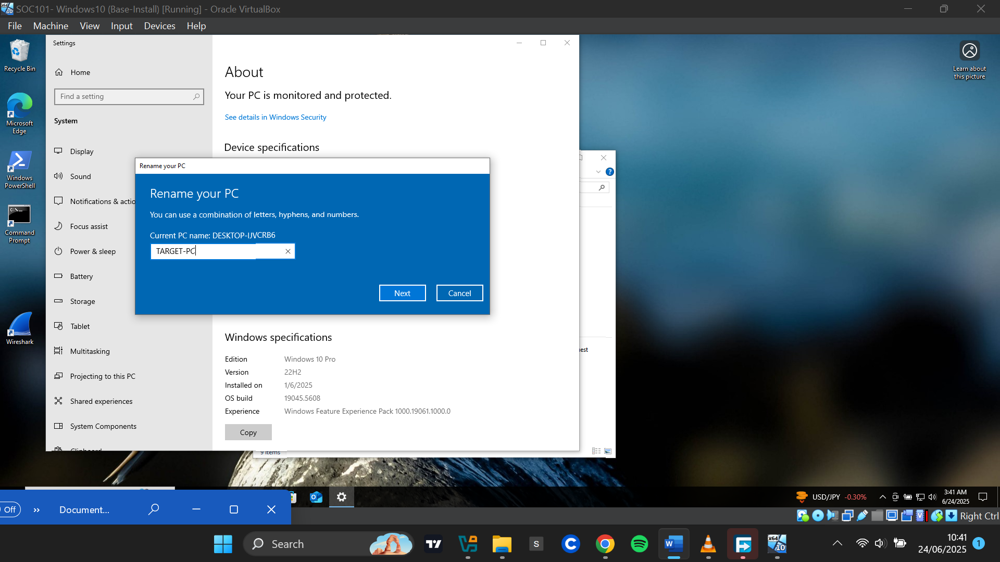 SOC101- Windows10 (Base-Install) [Running] - Oracle VirtualBox
File Machine View Input Devices Help
Recycle Bin
Microsoft
Edge
Windows
PowerShell
Command
Prompt
Wireshark
Learn about
this picture
Settings
Home
Find a setting
System
Display
Sound
Notifications & actio
Focus assist
Power & sleep
Battery
Storage
Tablet
Multitasking
Projecting to this PC
Shared experiences
System Components
Clipboard
About
Your PC is monitored and protected.
See details in Windows Security
Device specifications
Rename your PC
Rename your PC
You can use a combination of letters, hyphens, and numbers.
Current PC name: DESKTOP-IJVCRB6
TARGET-PC
Next Cancel
Windows specifications
Edition Windows 10 Pro
Version 22H2
Installed on 1/6/2025
OS build 19045.5608
Experience Windows Feature Experience Pack 1000.19061.1000.0
Copy
9 items
USD/JPY -0.30%
3:41 AM
6/24/2025
Right Ctrl
Off » Document...
Search
10:41
24/06/2025
1